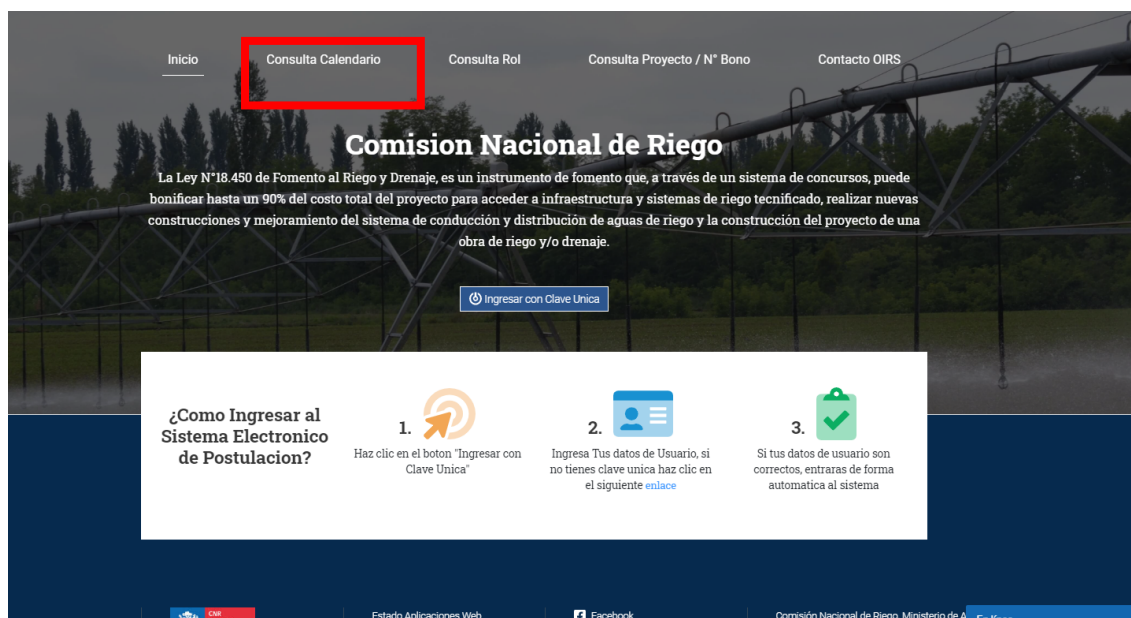 Inicio
Consulta Calendario
Consulta Rol
Consulta Proyecto / N° Bono
Contacto OIRS
Comision Nacional de Riego
La Ley N°18.450 de Fomento al Riego y Drenaje, es un instrumento de fomento que, a través de un sistema de concursos, puede
bonificar hasta un 90% del costo total del proyecto para acceder a infraestructura y sistemas de riego tecnificado, realizar nuevas
construcciones y mejoramiento del sistema de conducción y distribución de aguas de riego y la construcción del proyecto de una
obra de riego y/o drenaje.
Ingresar con Clave Unica
¿Como Ingresar al
Sistema Electronico
de Postulacion?
1.
Haz clic en el boton "Ingresar con
Clave Unica"
2.
Ingresa Tus datos de Usuario, si
no tienes clave unica haz clic en
el siguiente enlace
3.
Si tus datos de usuario son
correctos, entraras de forma
automatica al sistema
CNR
Estado Aplicaciones Web
Facebook
Comisión Nacional de Riego, Ministerio de A